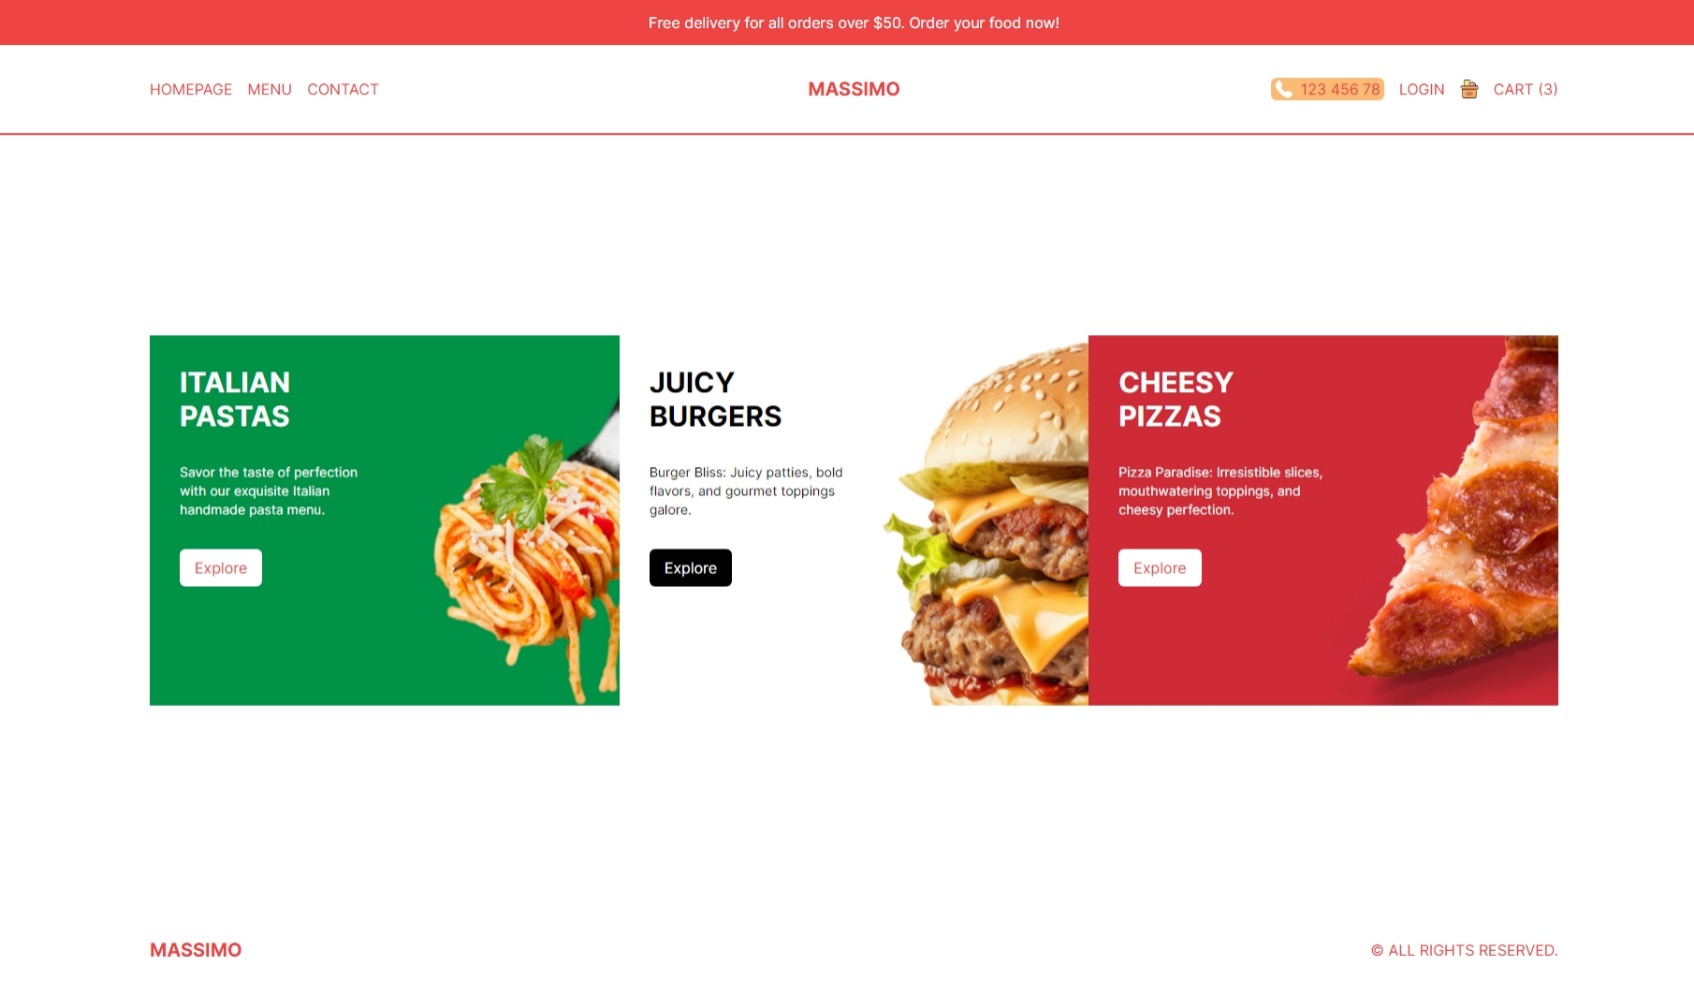 Free delivery for all orders over $50. Order your food now!
HOMEPAGE MENU CONTACT
MASSIMO
123 456 78 LOGIN CART (3)
ITALIAN
PASTAS
Savor the taste of perfection
with our exquisite Italian
handmade pasta menu.
Explore
JUICY
BURGERS
Burger Bliss: Juicy patties, bold
flavors, and gourmet toppings
galore.
Explore
CHEESY
PIZZAS
Pizza Paradise: Irresistible slices,
mouthwatering toppings, and
cheesy perfection.
Explore
MASSIMO
© ALL RIGHTS RESERVED.